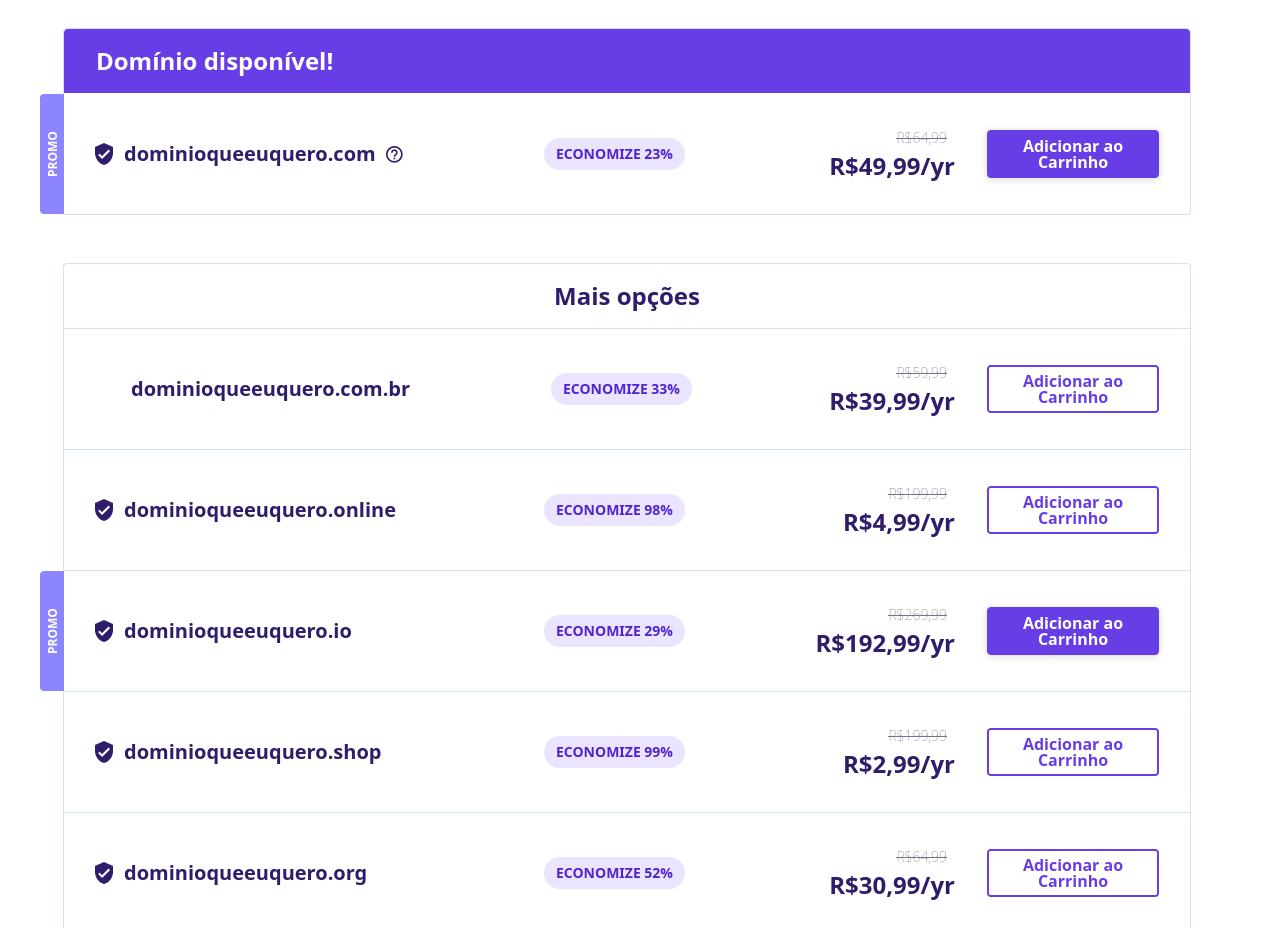 Domínio disponível!
PROMO
dominioqueeuquero.com
ECONOMIZE 23%
R$64,99
R$49,99/yr
Adicionar ao
Carrinho
Mais opções
dominioqueeuquero.com.br
ECONOMIZE 33%
R$59,99
R$39,99/yr
Adicionar ao
Carrinho
dominioqueeuquero.online
ECONOMIZE 98%
R$199,99
R$4,99/yr
Adicionar ao
Carrinho
PROMO
dominioqueeuquero.io
ECONOMIZE 29%
R$269,99
R$192,99/yr
Adicionar ao
Carrinho
dominioqueeuquero.shop
ECONOMIZE 99%
R$199,99
R$2,99/yr
Adicionar ao
Carrinho
dominioqueeuquero.org
ECONOMIZE 52%
R$64,99
R$30,99/yr
Adicionar ao
Carrinho